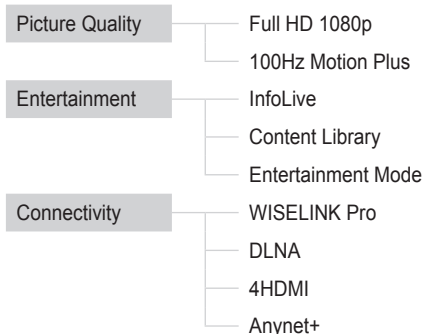 Picture Quality
Full HD 1080p
100Hz Motion Plus
Entertainment
InfoLive
Content Library
Entertainment Mode
Connectivity
WISELINK Pro
DLNA
4HDMI
Anynet+